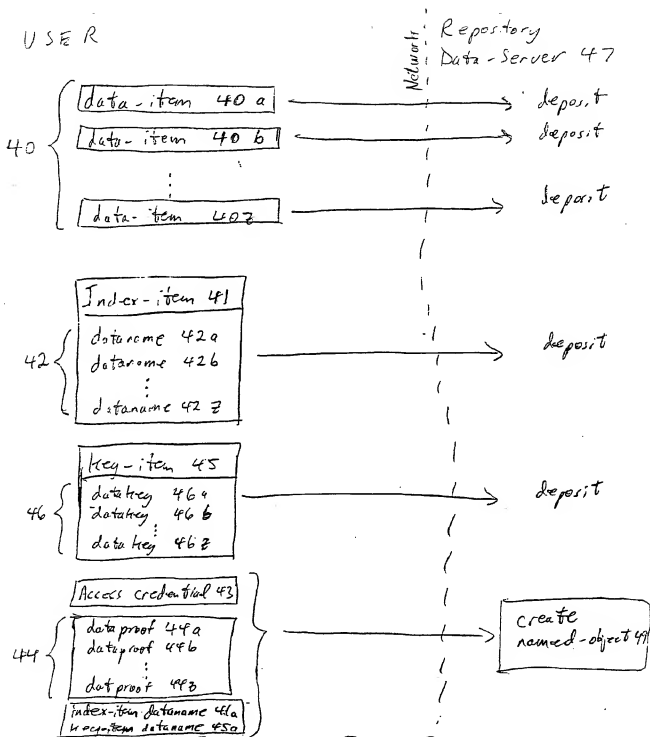 USER
Network
Repository
Data-Server 47
40
data-item 40a
deposit
data-item 40b
deposit
data-item 40z
deposit
Index-item 41
42
dataname 42a
dataname 42b
dataname 42z
deposit
Key-item 45
46
datakey 46a
datakey 46b
datakey 46z
deposit
Access credential 43
44
dataproof 44a
dataproof 44b
datproof 44z
index-item dataname 41a
key-item dataname 45a
create
named-object 49